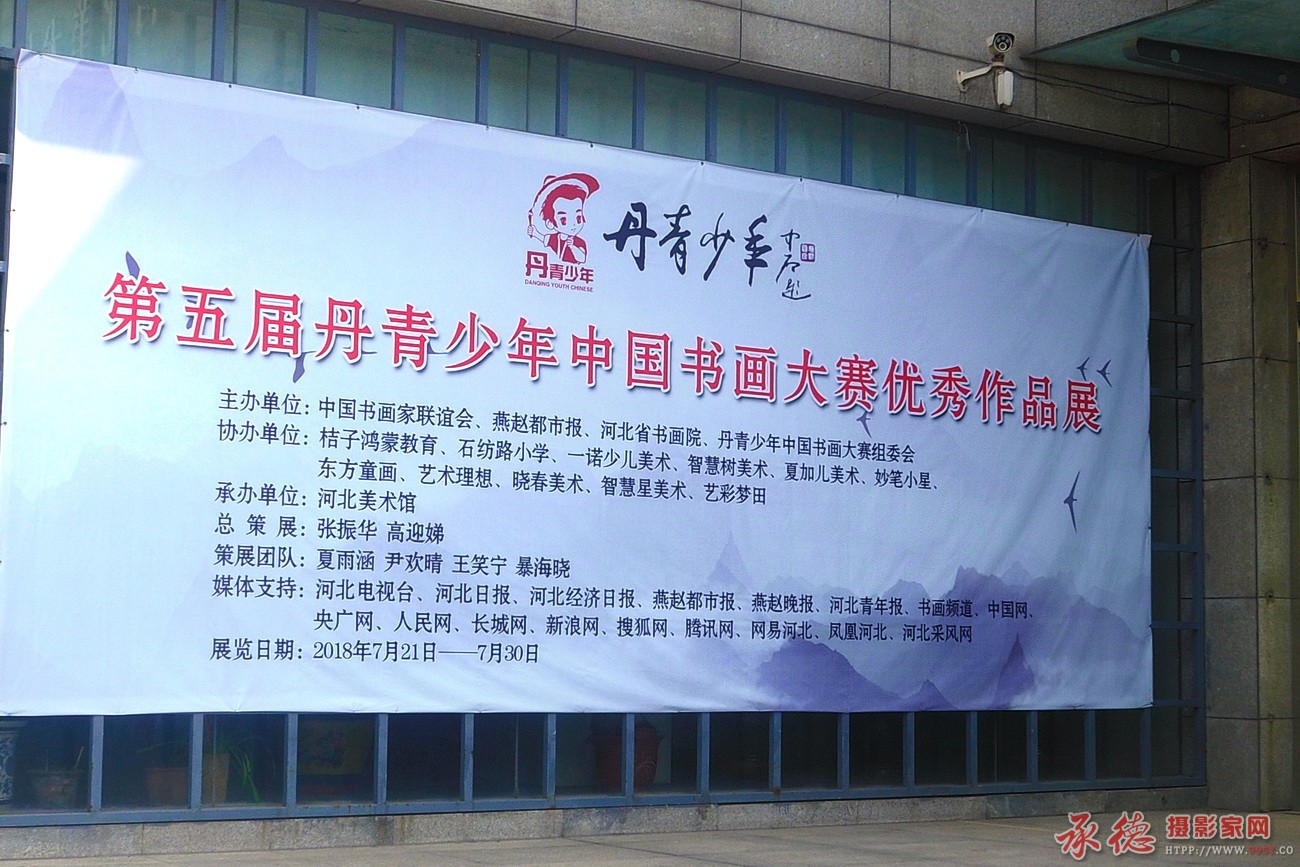 丹青少年
DANQING YOUTH CHINESE
丹青少年
第五届丹青少年中国书画大赛优秀作品展
主办单位：中国书画家联谊会、燕赵都市报、河北省书画院、丹青少年中国书画大赛组委会
协办单位：桔子鸿蒙教育、石纺路小学、一诺少儿美术、智慧树美术、夏加儿美术、妙笔小星、
东方童画、艺术理想、晓春美术、智慧星美术、艺彩梦田
承办单位：河北美术馆
总 策 展：张振华 高迎娣
策展团队：夏雨涵 尹欢晴 王笑宁 暴海晓
媒体支持：河北电视台、河北日报、河北经济日报、燕赵都市报、燕赵晚报、河北青年报、书画频道、中国网、
央广网、人民网、长城网、新浪网、搜狐网、腾讯网、网易河北、凤凰河北、河北采风网
展览日期：2018年7月21日——7月30日
承德 摄影家网